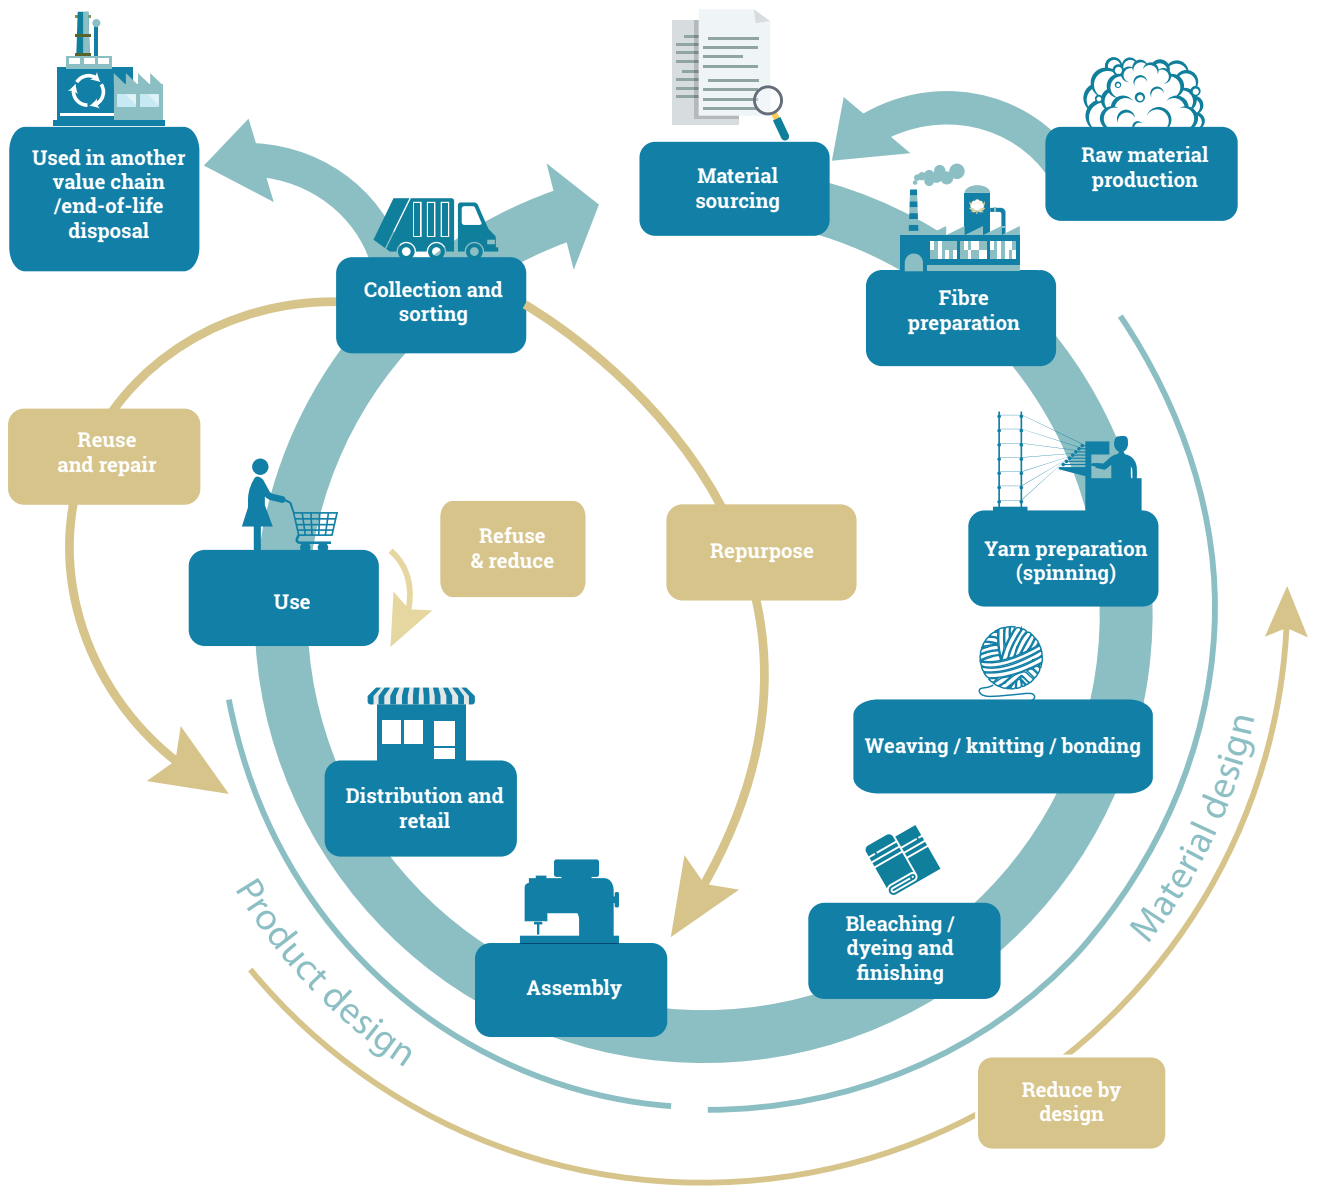 Used in another
value chain
/end-of-life
disposal
Material
sourcing
Raw material
production
Collection and
sorting
Fibre
preparation
Reuse
and repair
Refuse
& reduce
Repurpose
Yarn preparation
(spinning)
Use
Weaving / knitting / bonding
Distribution and
retail
Material design
Product design
Bleaching /
dyeing and
finishing
Assembly
Reduce by
design